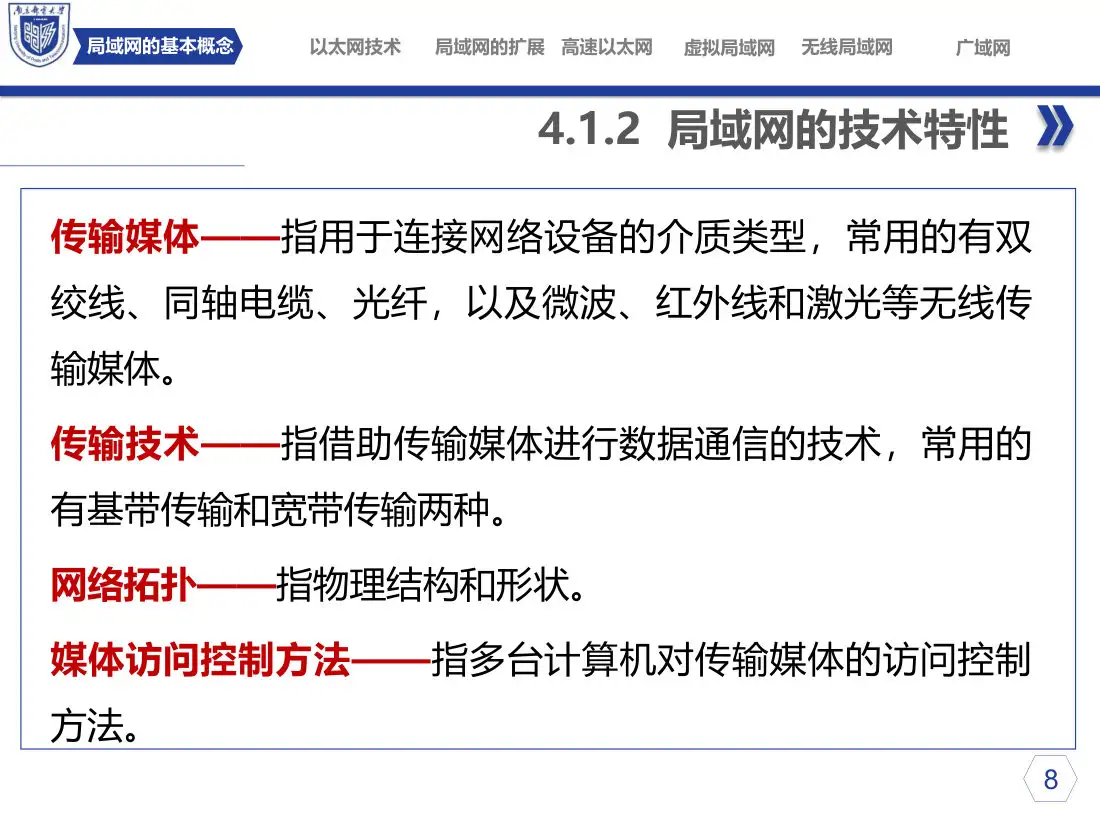 南京邮电大学
局域网的基本概念 以太网技术 局域网的扩展 高速以太网 虚拟局域网 无线局域网 广域网
4.1.2 局域网的技术特性
传输媒体——指用于连接网络设备的介质类型，常用的有双
绞线、同轴电缆、光纤，以及微波、红外线和激光等无线传
输媒体。
传输技术——指借助传输媒体进行数据通信的技术，常用的
有基带传输和宽带传输两种。
网络拓扑——指物理结构和形状。
媒体访问控制方法——指多台计算机对传输媒体的访问控制
方法。
8